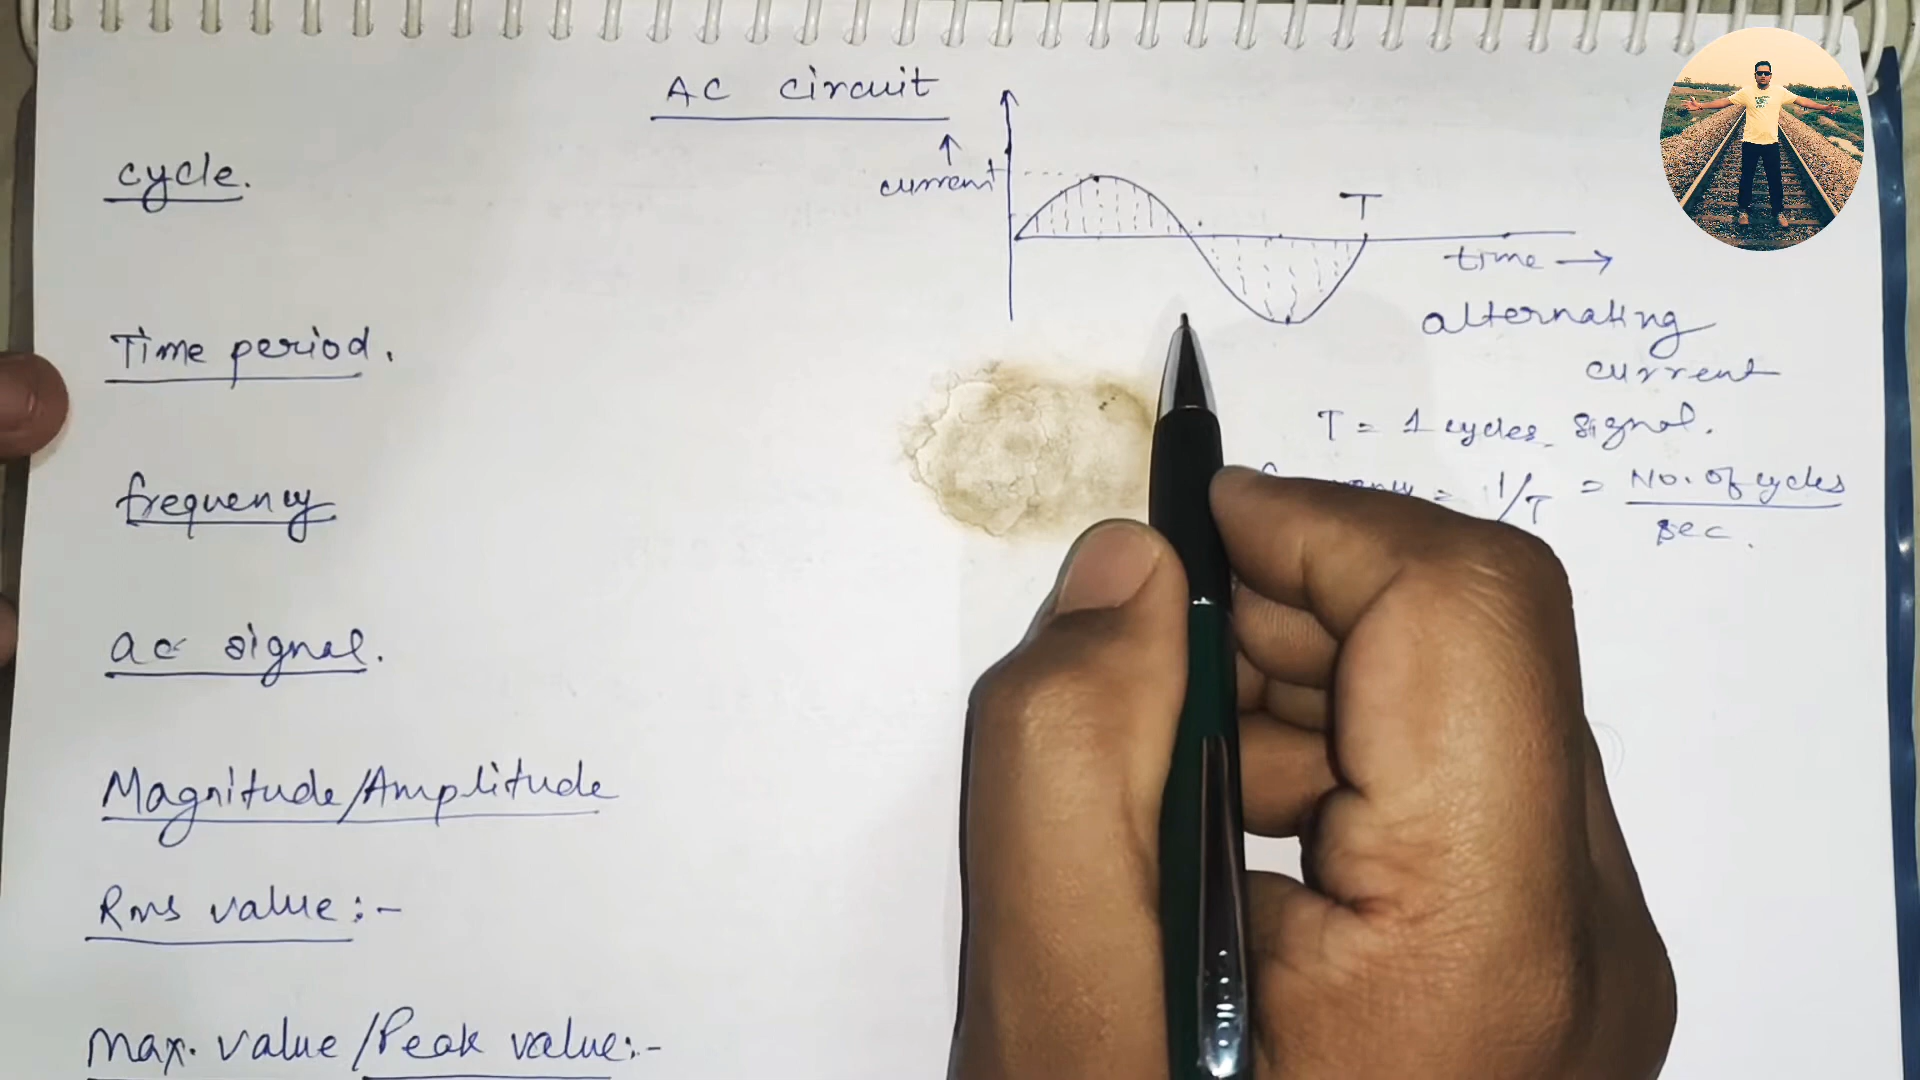 AC circuit
cycle.
current
T
time
alternating
current
Time period.
T = 1 cycles signal.
frequency
= 1/T = No. of cycles
sec.
ac signal.
Magnitude/Amplitude
Rms value:-
Max. value/Peak value:-